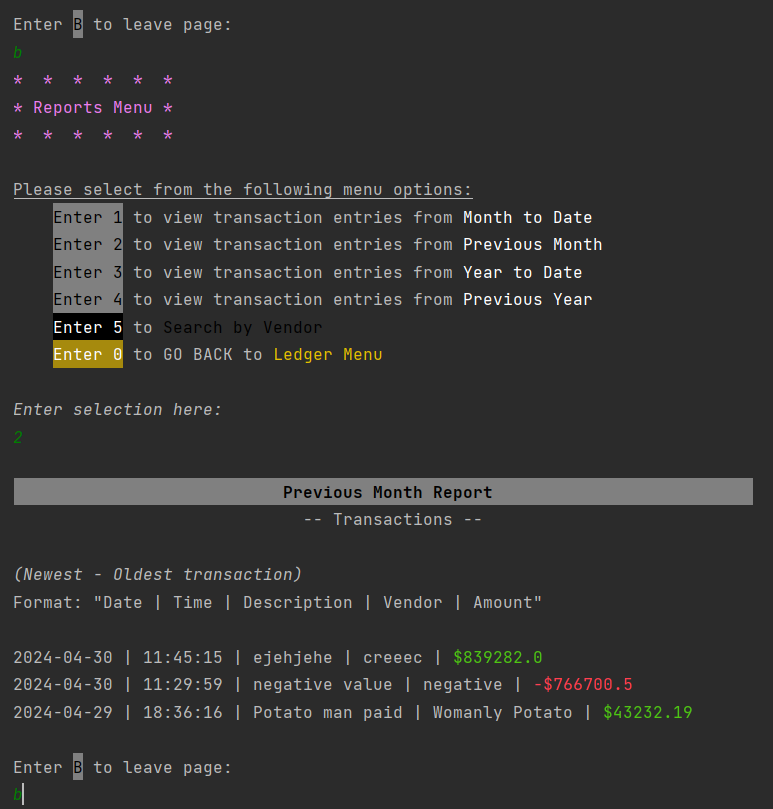 Enter B to leave page:
b
* * * * * *
* Reports Menu *
* * * * * *
Please select from the following menu options:
Enter 1 to view transaction entries from Month to Date
Enter 2 to view transaction entries from Previous Month
Enter 3 to view transaction entries from Year to Date
Enter 4 to view transaction entries from Previous Year
Enter 5 to Search by Vendor
Enter 0 to GO BACK to Ledger Menu
Enter selection here:
2
Previous Month Report
-- Transactions --
(Newest - Oldest transaction)
Format: "Date | Time | Description | Vendor | Amount"
2024-04-30 | 11:45:15 | ejehjehe | creeec | $839282.0
2024-04-30 | 11:29:59 | negative value | negative | -$766700.5
2024-04-29 | 18:36:16 | Potato man paid | Womanly Potato | $43232.19
Enter B to leave page:
b